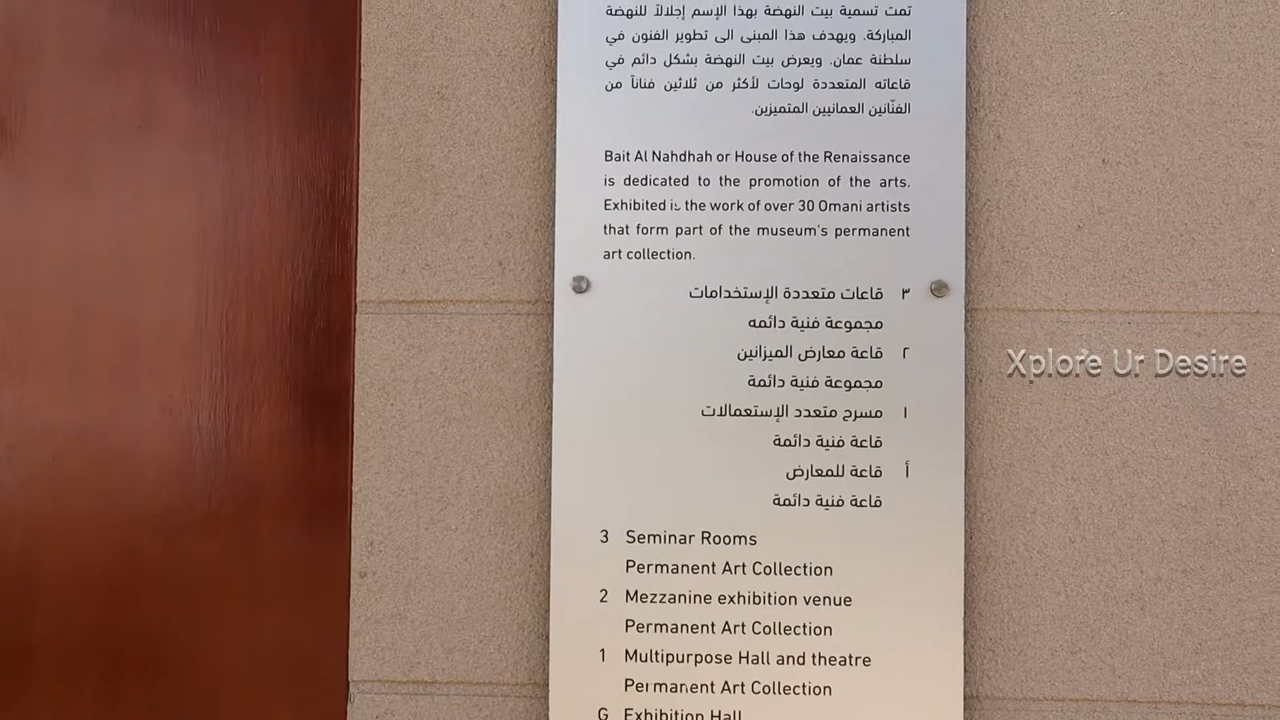 تمت تسمية بيت النهضة بهذا الإسم إجلالاً للنهضة
المباركة. ويهدف هذا المبنى الى تطوير الفنون في
سلطنة عمان. ويعرض بيت النهضة بشكل دائم في
قاعاته المتعددة لوحات لأكثر من ثلاثين فناناً من
الفنّانين العمانيين المتميزين.
Bait Al Nahdhah or House of the Renaissance
is dedicated to the promotion of the arts.
Exhibited is the work of over 30 Omani artists
that form part of the museum's permanent
art collection.
٣ قاعات متعددة الإستخدامات
مجموعة فنية دائمه
٢ قاعة معارض الميزانين
مجموعة فنية دائمة
١ مسرح متعدد الإستعمالات
قاعة فنية دائمة
أ قاعة للمعارض
قاعة فنية دائمة
3 Seminar Rooms
Permanent Art Collection
2 Mezzanine exhibition venue
Permanent Art Collection
1 Multipurpose Hall and theatre
Permanent Art Collection
G Exhibition Hall
Xplore Ur Desire